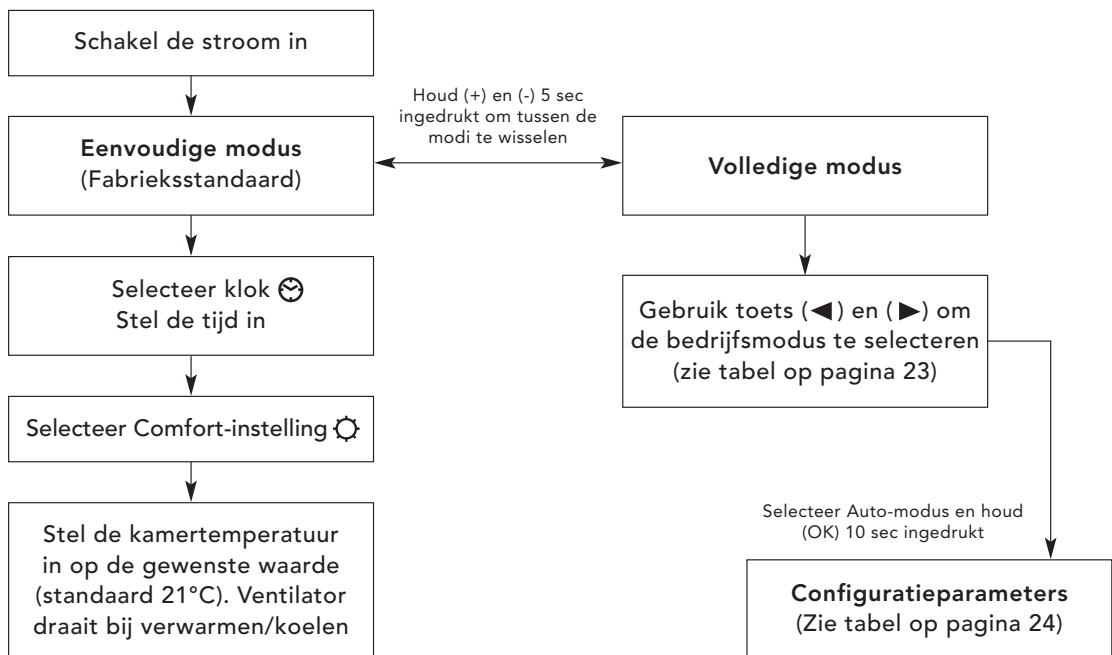 Schakel de stroom in
Houd (+) en (-) 5 sec
ingedrukt om tussen de
modi te wisselen
Eenvoudige modus
(Fabrieksstandaard)
Volledige modus
Selecteer klok
Stel de tijd in
Gebruik toets (◀) en (▶) om
de bedrijfsmodus te selecteren
(zie tabel op pagina 23)
Selecteer Comfort-instelling
Stel de kamertemperatuur
in op de gewenste waarde
(standaard 21°C). Ventilator
draait bij verwarmen/koelen
Selecteer Auto-modus en houd
(OK) 10 sec ingedrukt
Configuratieparameters
(Zie tabel op pagina 24)